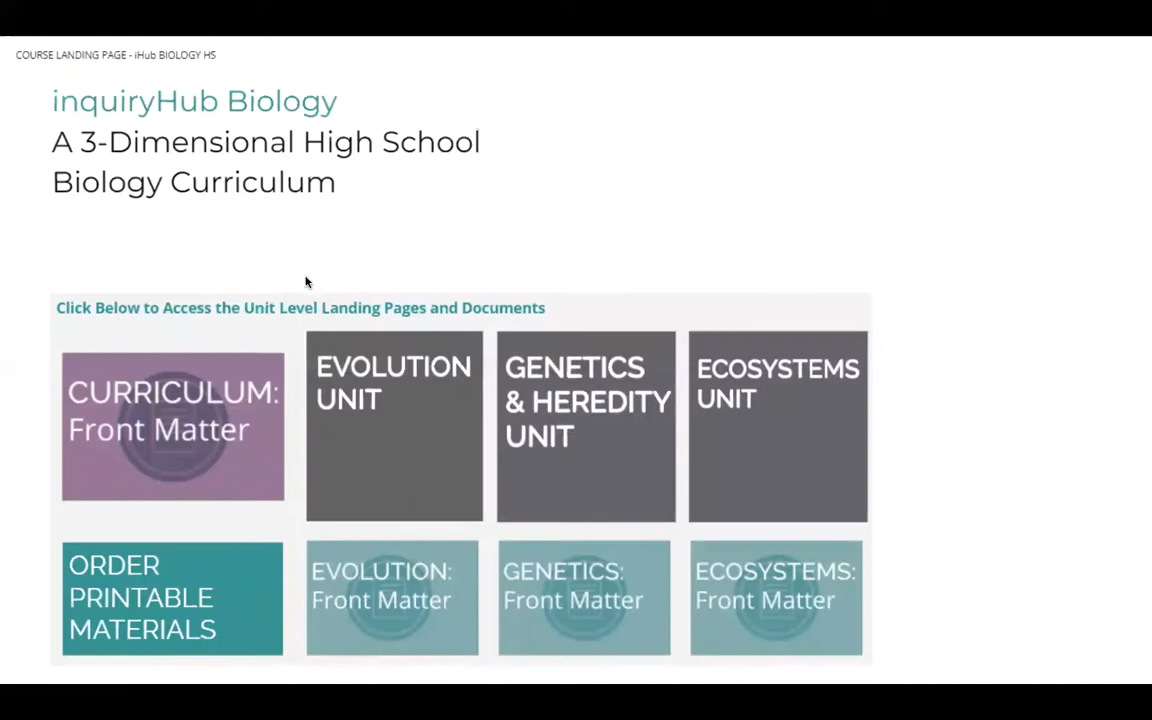 COURSE LANDING PAGE - iHub BIOLOGY HS
inquiryHub Biology
A 3-Dimensional High School
Biology Curriculum
Click Below to Access the Unit Level Landing Pages and Documents
CURRICULUM:
Front Matter
EVOLUTION
UNIT
GENETICS
& HEREDITY
UNIT
ECOSYSTEMS
UNIT
ORDER
PRINTABLE
MATERIALS
EVOLUTION:
Front Matter
GENETICS:
Front Matter
ECOSYSTEMS:
Front Matter